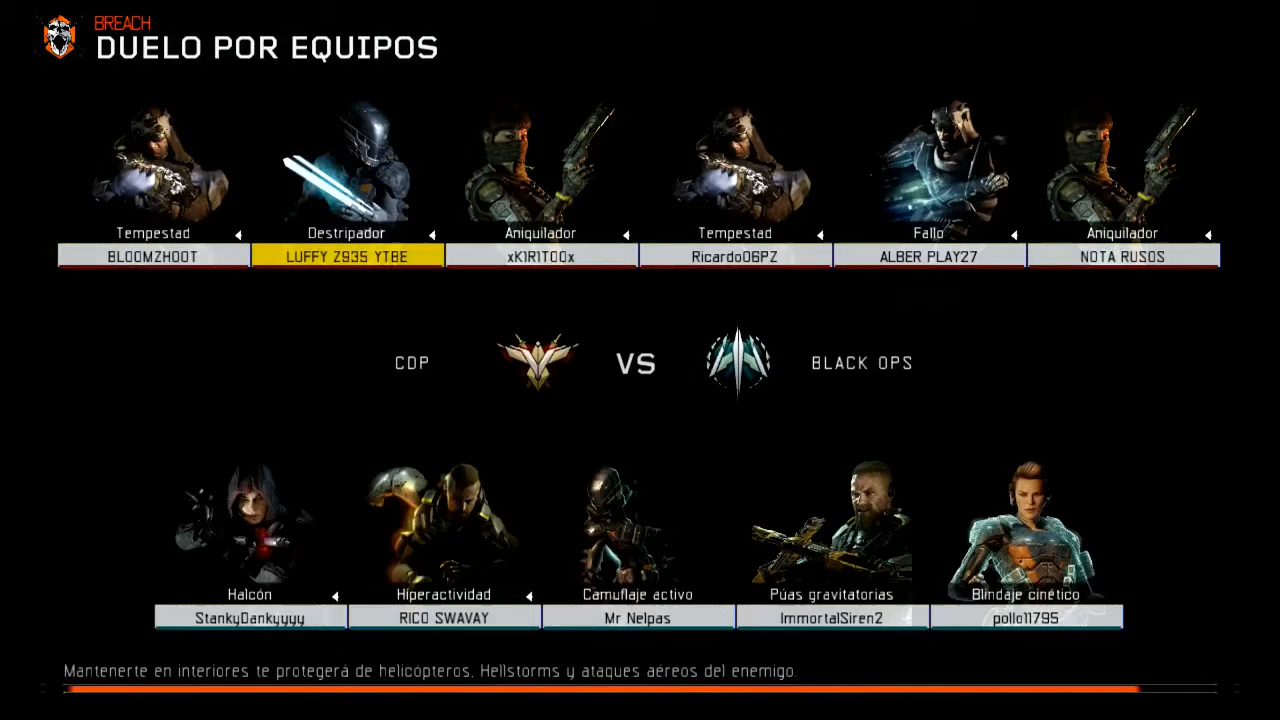 BREACH
DUELO POR EQUIPOS
Tempestad
Destripador
Aniquilador
Tempestad
Fallo
Aniquilador
BLOOMZHOOT
LUFFY Z935 YTBE
xK1R1TOOx
Ricardo06PZ
ALBER PLAY27
NOTA RUSOS
CDP
VS
BLACK OPS
Halcón
Hiperactividad
Camuflaje activo
Púas gravitatorias
Blindaje cinético
StankyDankyyyy
RICO SWAVAY
Mr Nelpas
ImmortalSiren2
pollo11795
Mantenerte en interiores te protegerá de helicópteros, Hellstorms y ataques aéreos del enemigo.